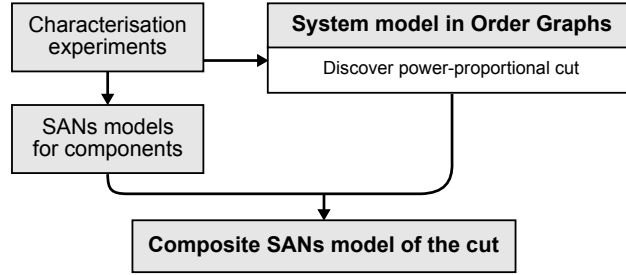 Characterisation
experiments
System model in Order Graphs
Discover power-proportional cut
SANs models
for components
Composite SANs model of the cut